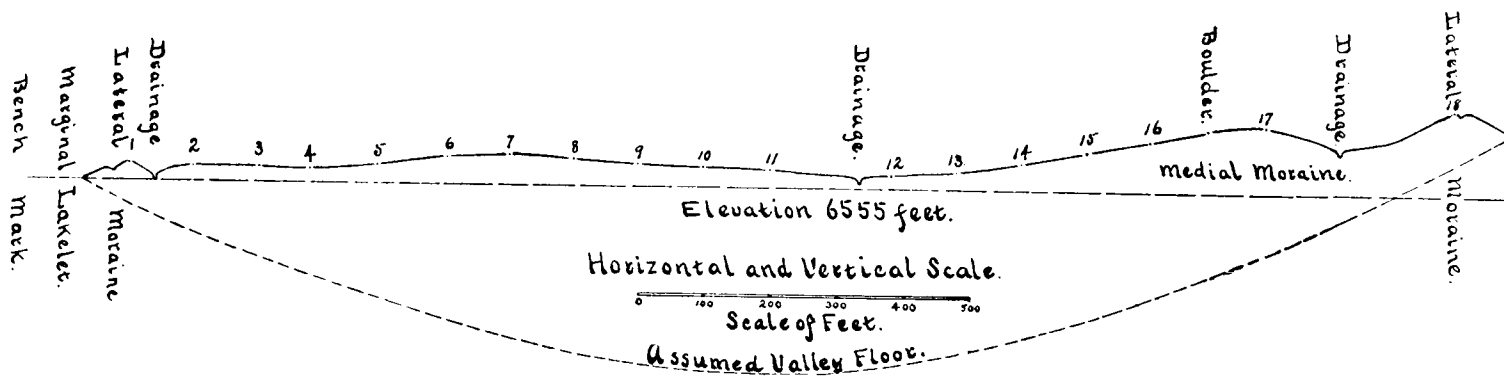 Bench Mark.
Marginal Lakelet.
Lateral Moraine
Drainage
1 2 3 4 5 6 7 8 9 10 11
Drainage.
12 13 14 15 16
Boulder.
17
Drainage
Lateral Moraine.
18
Medial Moraine.
Elevation 6555 feet.
Horizontal and Vertical Scale.
0 100 200 300 400 500
Scale of Feet.
Assumed Valley Floor.